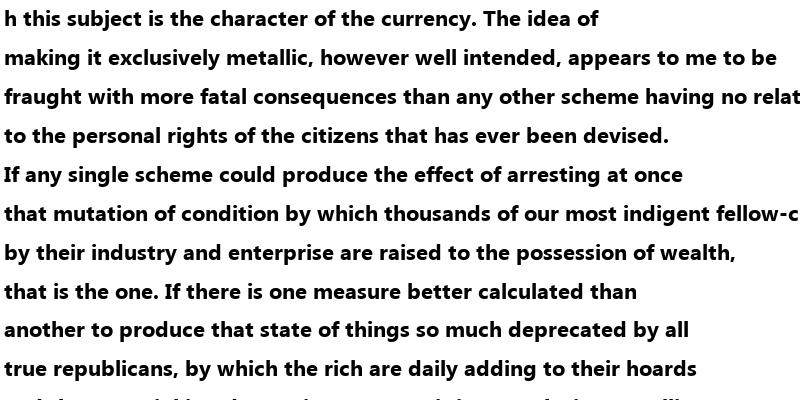 h this subject is the character of the currency. The idea of
making it exclusively metallic, however well intended, appears to me to be
fraught with more fatal consequences than any other scheme having no relat
to the personal rights of the citizens that has ever been devised.
If any single scheme could produce the effect of arresting at once
that mutation of condition by which thousands of our most indigent fellow-c
by their industry and enterprise are raised to the possession of wealth,
that is the one. If there is one measure better calculated than
another to produce that state of things so much deprecated by all
true republicans, by which the rich are daily adding to their hoards